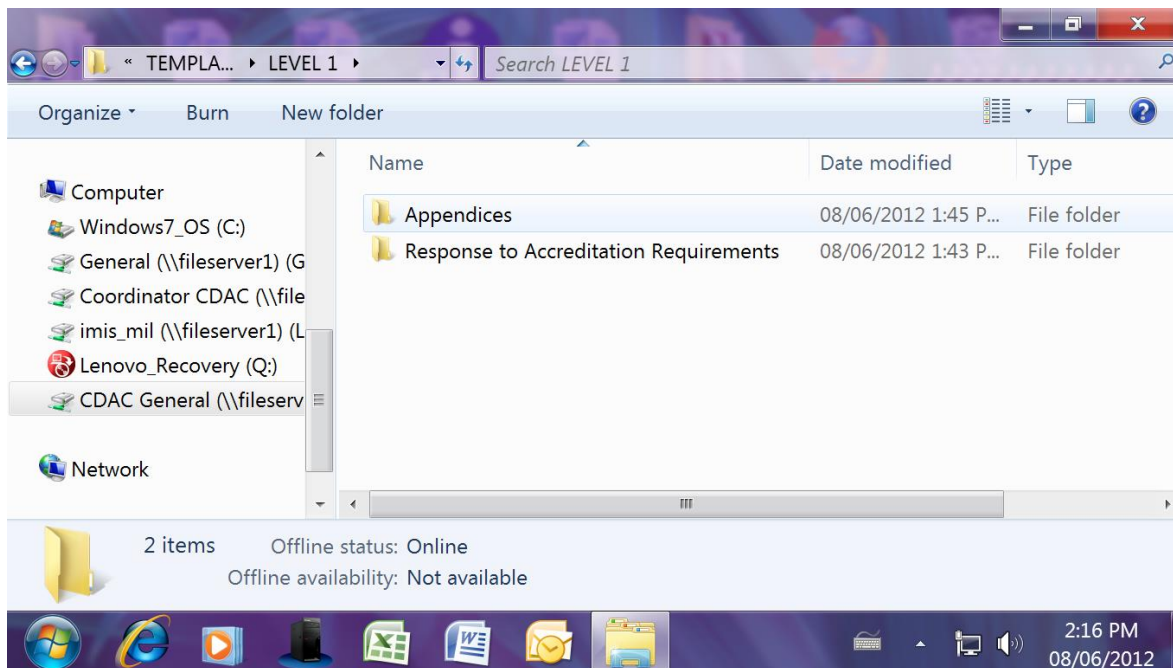 « TEMPLA... ▸ LEVEL 1 ▸ Search LEVEL 1
Organize Burn New folder
Name Date modified Type
Computer
Windows7_OS (C:)
General (\\fileserver1) (G
Coordinator CDAC (\\file
imis_mil (\\fileserver1) (L
Lenovo_Recovery (Q:)
CDAC General (\\fileserv
Network
Appendices 08/06/2012 1:45 P... File folder
Response to Accreditation Requirements 08/06/2012 1:43 P... File folder
2 items Offline status: Online
Offline availability: Not available
2:16 PM
08/06/2012